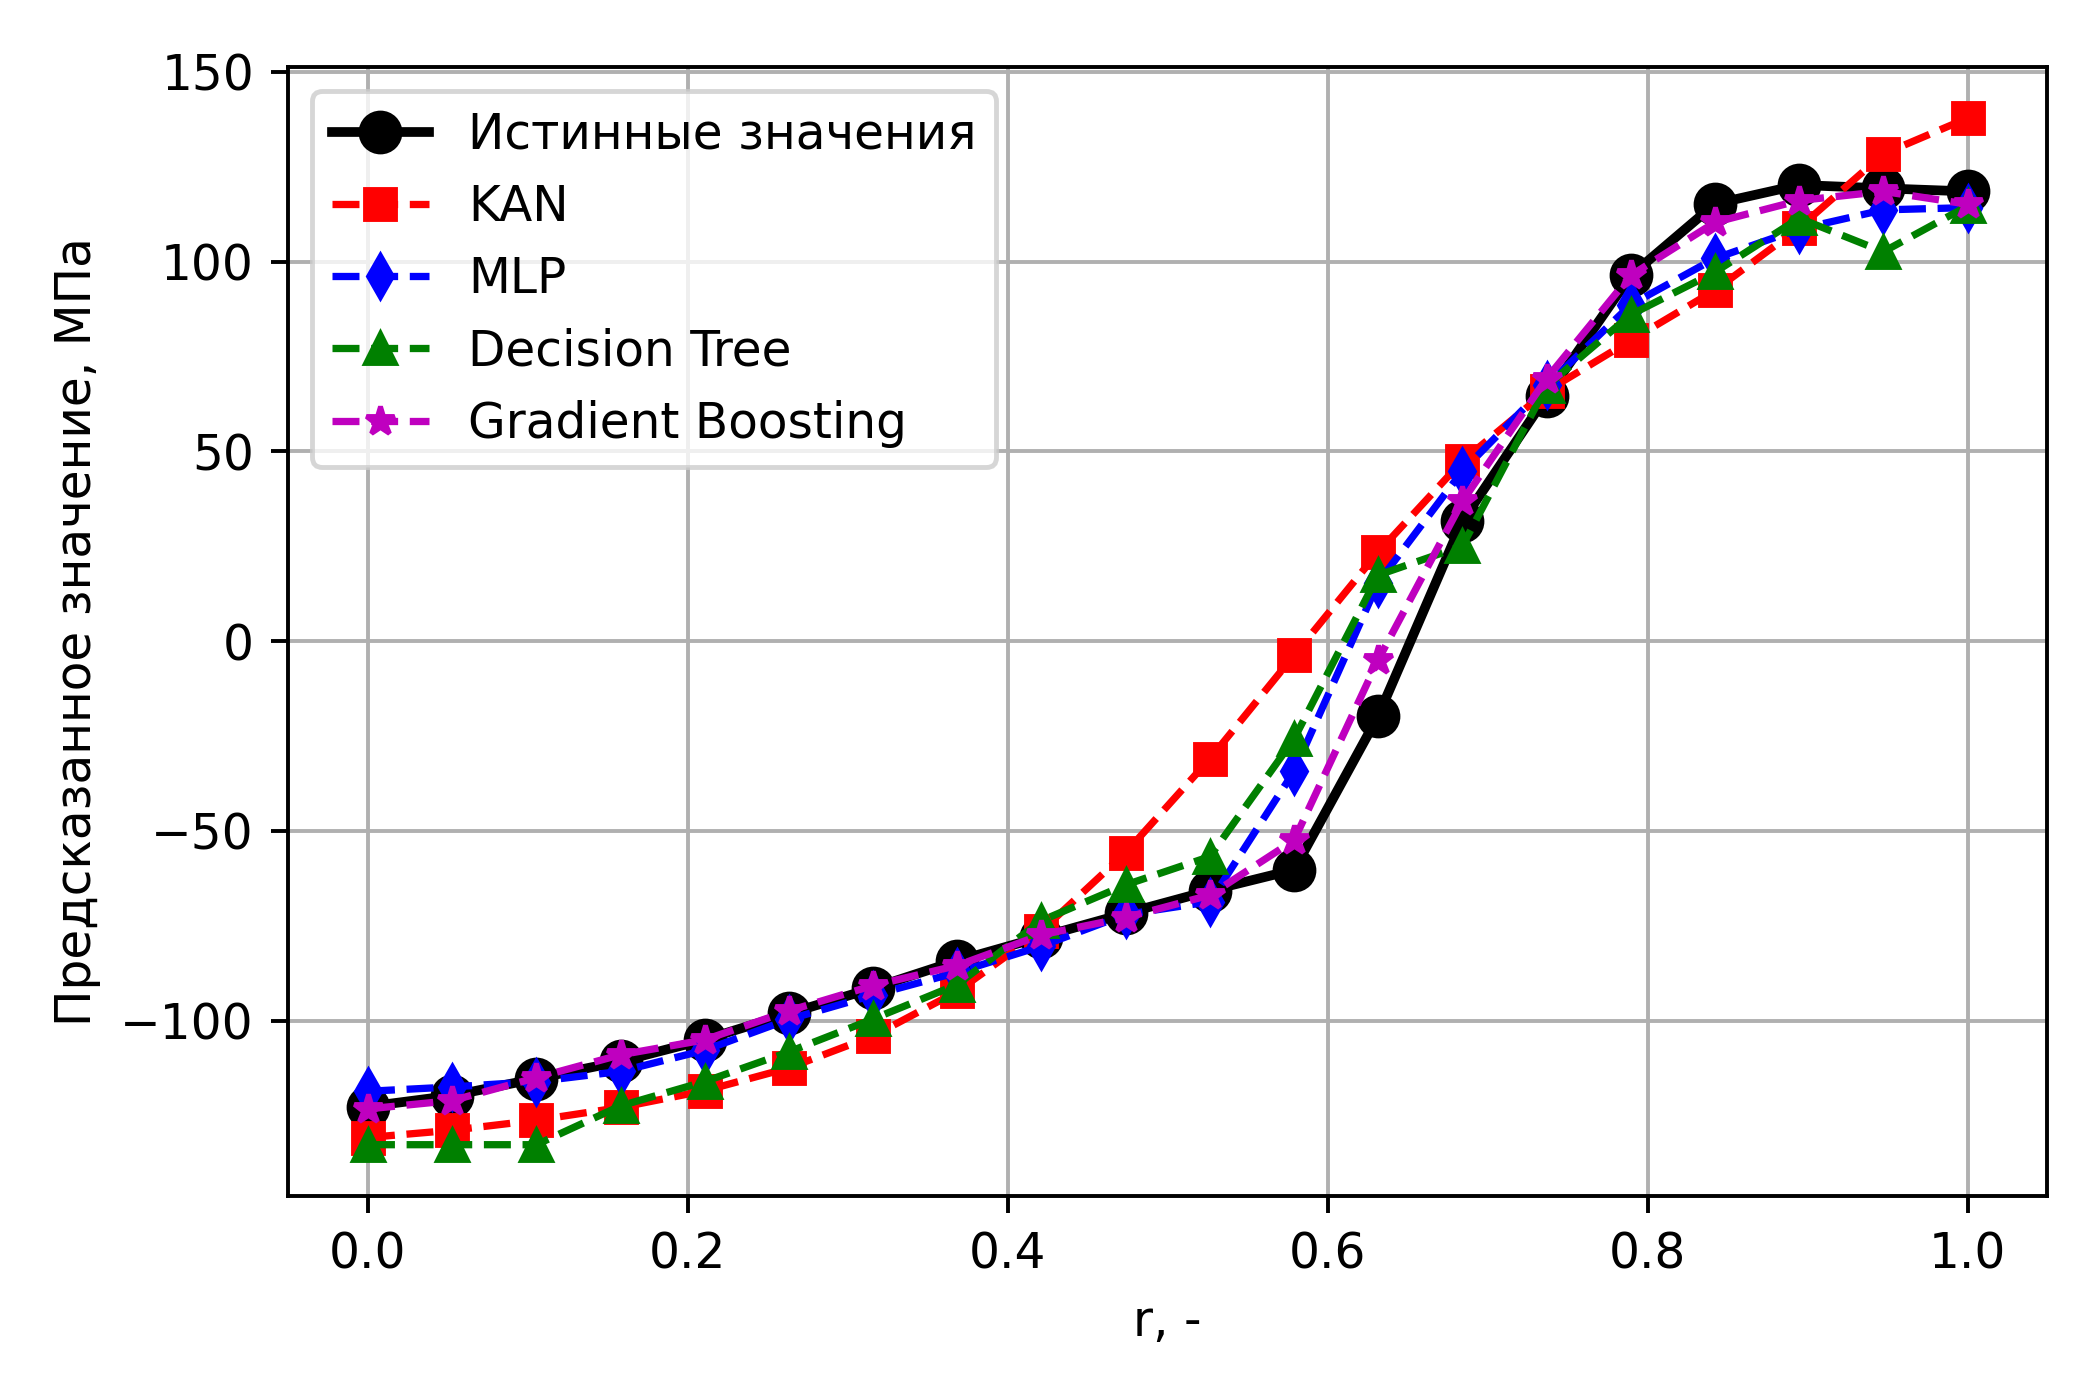 150
100
50
0
−50
−100
Предсказанное значение, МПа
Истинные значения
KAN
MLP
Decision Tree
Gradient Boosting
0.0 0.2 0.4 0.6 0.8 1.0
r, -